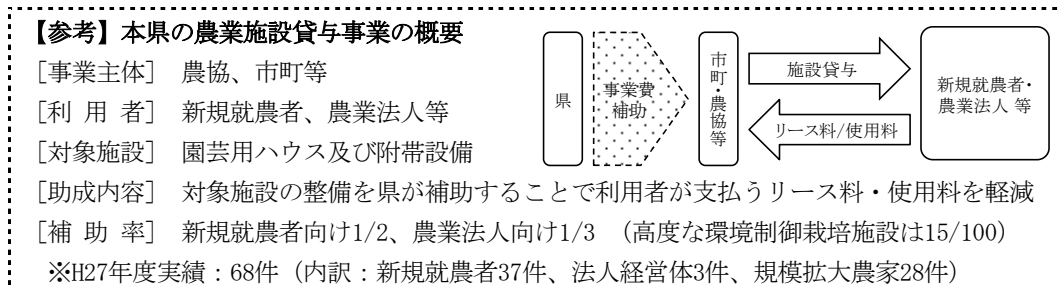 【参考】本県の農業施設貸与事業の概要
[事業主体] 農協、市町等
[利 用 者] 新規就農者、農業法人等
[対象施設] 園芸用ハウス及び附帯設備
県
事業費
補助
市町・農協等
施設貸与
リース料/使用料
新規就農者・
農業法人 等
[助成内容] 対象施設の整備を県が補助することで利用者が支払うリース料・使用料を軽減
[補 助 率] 新規就農者向け1/2、農業法人向け1/3 (高度な環境制御栽培施設は15/100)
※H27年度実績：68件（内訳：新規就農者37件、法人経営体3件、規模拡大農家28件）